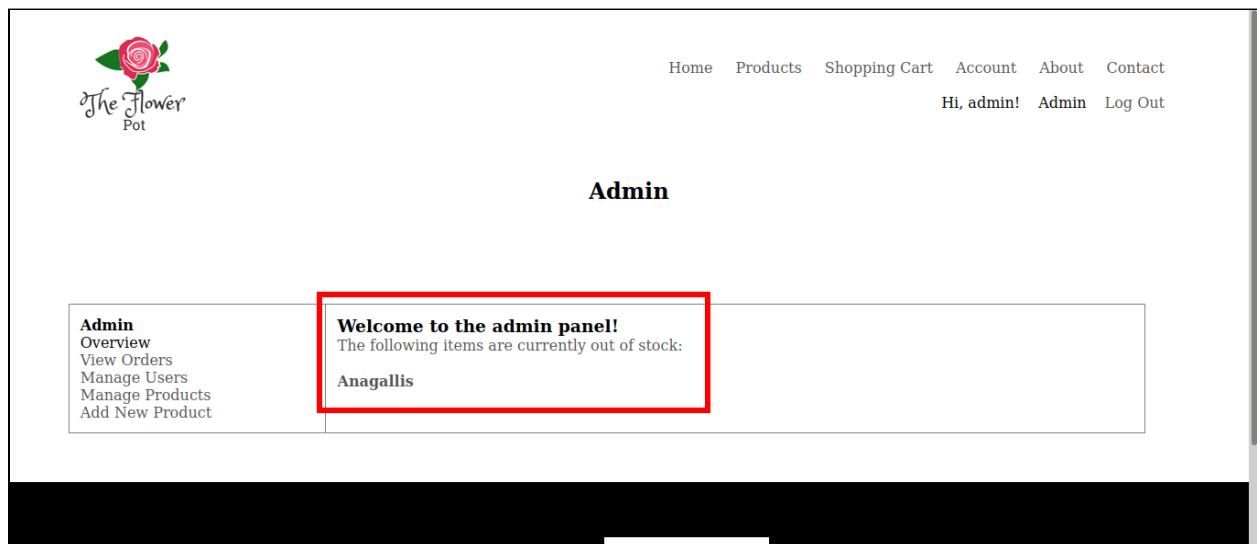 The Flower
Pot
Home Products Shopping Cart Account About Contact
Hi, admin! Admin Log Out
Admin
Admin
Overview
View Orders
Manage Users
Manage Products
Add New Product
Welcome to the admin panel!
The following items are currently out of stock:
Anagallis